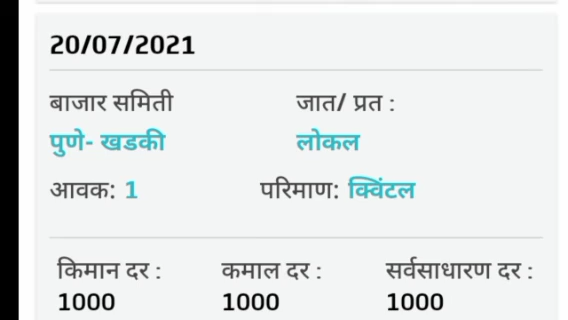 20/07/2021
बाजार समिती जात/ प्रत :
पुणे- खडकी लोकल
आवक: 1 परिमाण: क्विंटल
किमान दर : कमाल दर : सर्वसाधारण दर :
1000 1000 1000